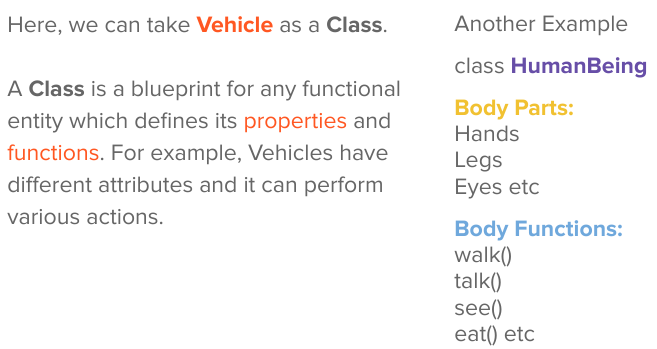 Here, we can take Vehicle as a Class.
A Class is a blueprint for any functional
entity which defines its properties and
functions. For example, Vehicles have
different attributes and it can perform
various actions.
Another Example
class HumanBeing
Body Parts:
Hands
Legs
Eyes etc
Body Functions:
walk()
talk()
see()
eat() etc